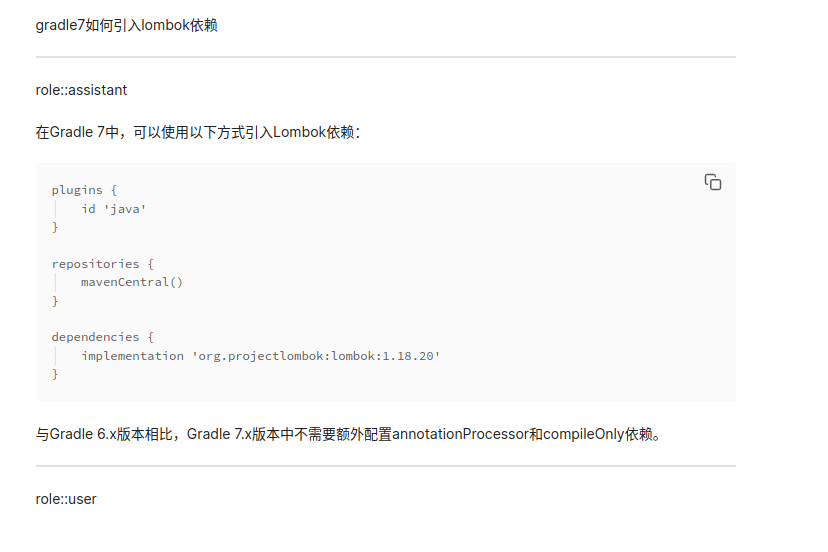 gradle7如何引入lombok依赖
role::assistant
在Gradle 7中，可以使用以下方式引入Lombok依赖：
plugins {
    id 'java'
}
repositories {
    mavenCentral()
}
dependencies {
    implementation 'org.projectlombok:lombok:1.18.20'
}
与Gradle 6.x版本相比，Gradle 7.x版本中不需要额外配置annotationProcessor和compileOnly依赖。
role::user